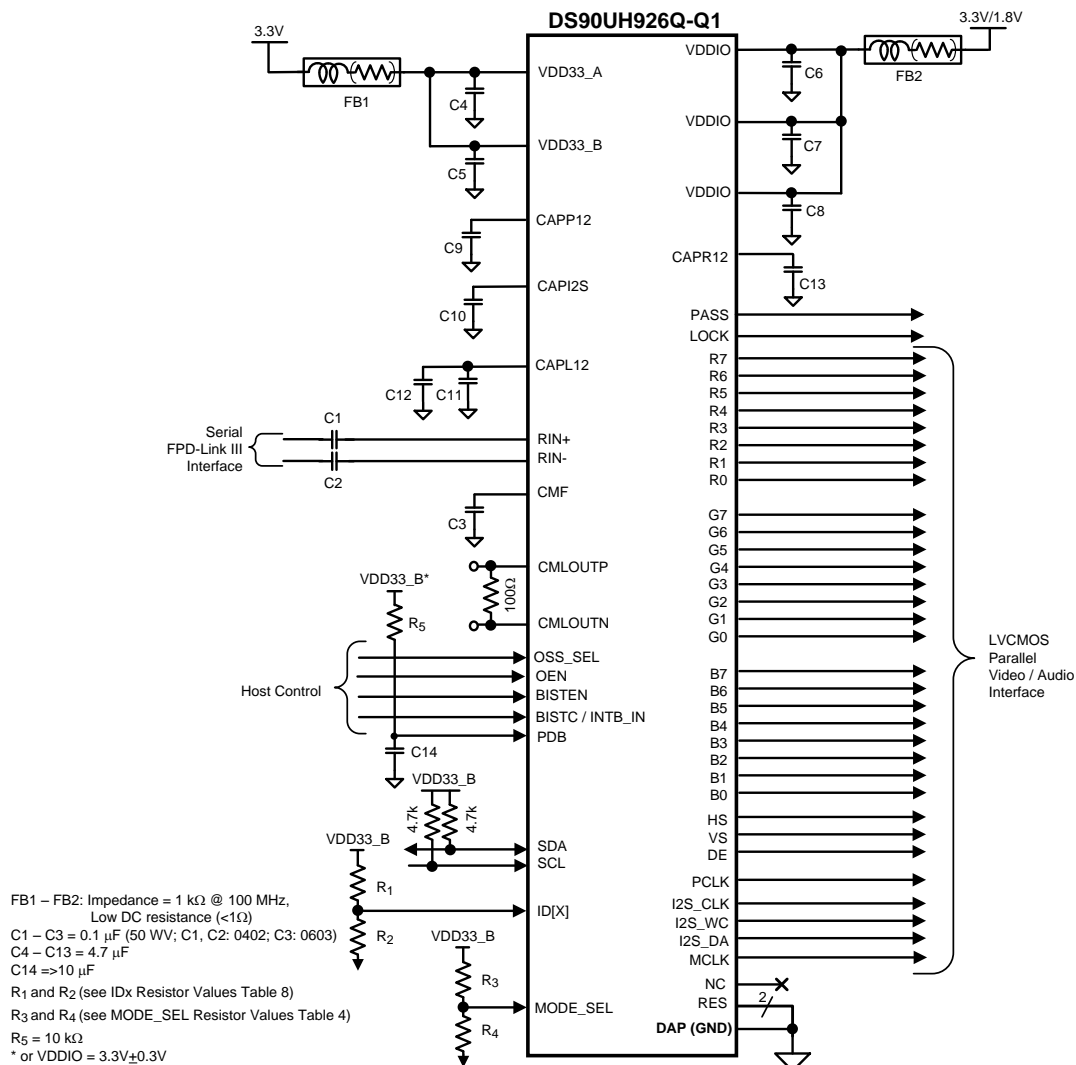 DS90UH926Q-Q1
3.3V
FB1
VDD33_A
C4
VDD33_B
C5
CAPP12
C9
CAPI2S
C10
CAPL12
C12
C11
Serial
FPD-Link III
Interface
C1
RIN+
RIN-
C2
CMF
C3
CMLOUTP
100Ω
CMLOUTN
VDD33_B*
R5
Host Control
OSS_SEL
OEN
BISTEN
BISTC / INTB_IN
PDB
C14
VDD33_B
4.7k
4.7k
SDA
SCL
VDD33_B
R1
ID[X]
R2
VDD33_B
R3
MODE_SEL
R4
3.3V/1.8V
VDDIO
C6
FB2
VDDIO
C7
VDDIO
C8
CAPR12
C13
PASS
LOCK
R7
R6
R5
R4
R3
R2
R1
R0
G7
G6
G5
G4
G3
G2
G1
G0
B7
B6
B5
B4
B3
B2
B1
B0
HS
VS
DE
PCLK
I2S_CLK
I2S_WC
I2S_DA
MCLK
LVCMOS
Parallel
Video / Audio
Interface
NC
RES
2
DAP (GND)
FB1 – FB2: Impedance = 1 kΩ @ 100 MHz,
Low DC resistance (<1Ω)
C1 – C3 = 0.1 μF (50 WV; C1, C2: 0402; C3: 0603)
C4 – C13 = 4.7 μF
C14 =>10 μF
R1 and R2 (see IDx Resistor Values Table 8)
R3 and R4 (see MODE_SEL Resistor Values Table 4)
R5 = 10 kΩ
* or VDDIO = 3.3V±0.3V